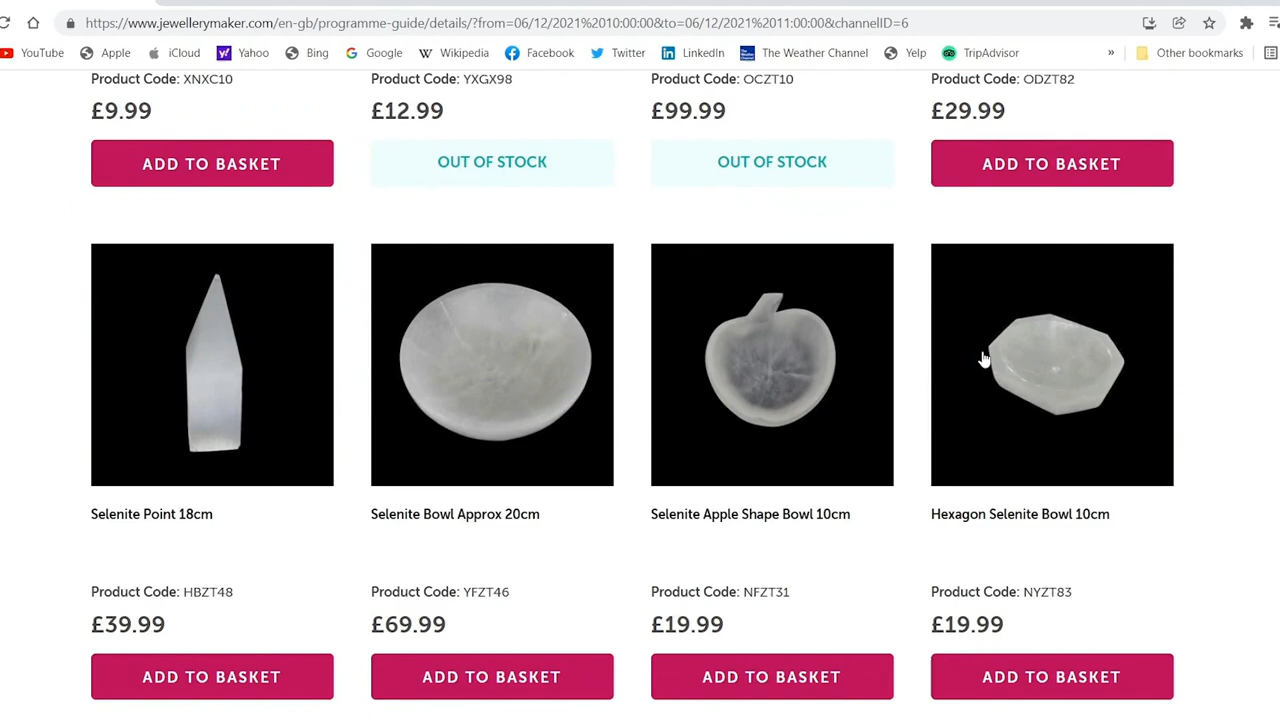 https://www.jewellerymaker.com/en-gb/programme-guide/details/?from=06/12/2021%2010:00:00&to=06/12/2021%2011:00:00&channelID=6
YouTube Apple iCloud Yahoo Bing Google Wikipedia Facebook Twitter LinkedIn The Weather Channel Yelp TripAdvisor » Other bookmarks
Product Code: XNXC10 Product Code: YXGX98 Product Code: OCZT10 Product Code: ODZT82
£9.99 £12.99 £99.99 £29.99
ADD TO BASKET OUT OF STOCK OUT OF STOCK ADD TO BASKET
Selenite Point 18cm Selenite Bowl Approx 20cm Selenite Apple Shape Bowl 10cm Hexagon Selenite Bowl 10cm
Product Code: HBZT48 Product Code: YFZT46 Product Code: NFZT31 Product Code: NYZT83
£39.99 £69.99 £19.99 £19.99
ADD TO BASKET ADD TO BASKET ADD TO BASKET ADD TO BASKET